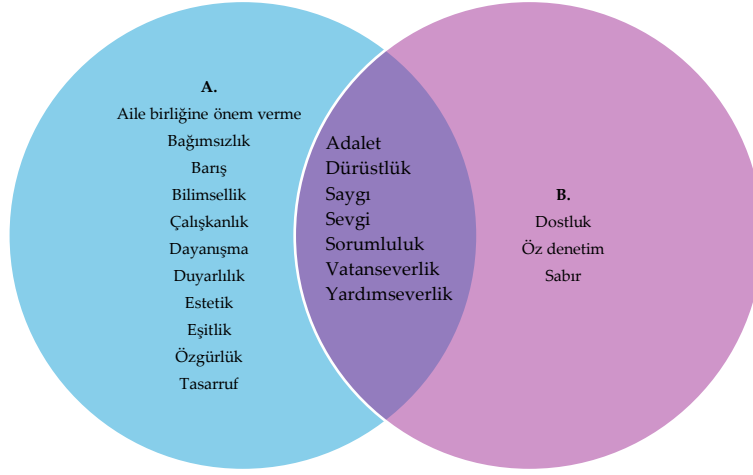 A.
Aile birliğine önem verme
Bağımsızlık
Barış
Bilimsellik
Çalışkanlık
Dayanışma
Duyarlılık
Estetik
Eşitlik
Özgürlük
Tasarruf
Adalet
Dürüstlük
Saygı
Sevgi
Sorumluluk
Vatanseverlik
Yardımseverlik
B.
Dostluk
Öz denetim
Sabır